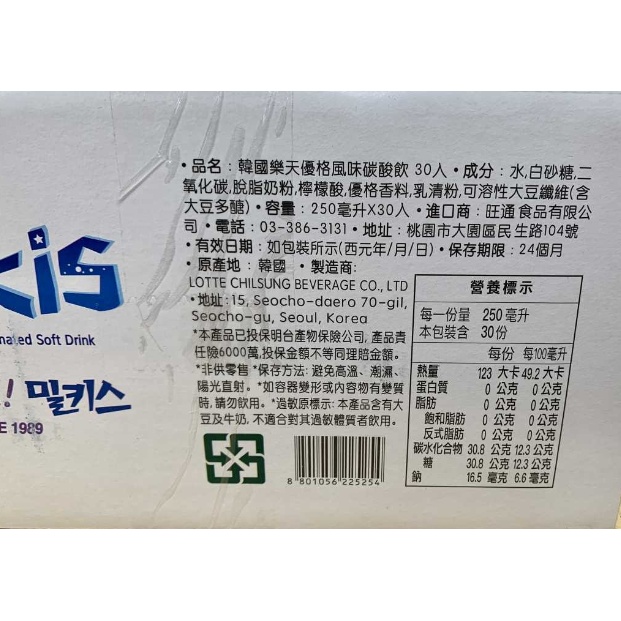 •品名：韓國樂天優格風味碳酸飲 30入•成分：水,白砂糖,二
氧化碳,脫脂奶粉,檸檬酸,優格香料,乳清粉,可溶性大豆纖維(含
大豆多醣)•容量：250毫升X30入•進口商：旺通食品有限公
司•電話：03-386-3131•地址：桃園市大園區民生路104號
•有效日期：如包裝所示(西元年/月/日)•保存期限：24個月
•原產地：韓國•製造商:
LOTTE CHILSUNG BEVERAGE CO., LTD
•地址:15, Seocho-daero 70-gil,
Seocho-gu, Seoul, Korea
*本產品已投保明台產物保險公司, 產品責
任險6000萬,投保金額不等同理賠金額。
*非供零售 *保存方法: 避免高溫、潮濕、
陽光直射。*如容器變形或內容物有變質
時,請勿飲用。*過敏原標示: 本產品含有大
豆及牛奶, 不適合對其過敏體質者飲用。
營養標示
每一份量 250毫升
本包裝含 30份
每份 每100毫升
熱量 123 大卡 49.2 大卡
蛋白質 0 公克 0 公克
脂肪 0 公克 0 公克
飽和脂肪 0 公克 0 公克
反式脂肪 0 公克 0 公克
碳水化合物 30.8 公克 12.3 公克
糖 30.8 公克 12.3 公克
鈉 16.5 毫克 6.6 毫克
kis
nated Soft Drink
! 밀키스
E 1989
8 801056 225254